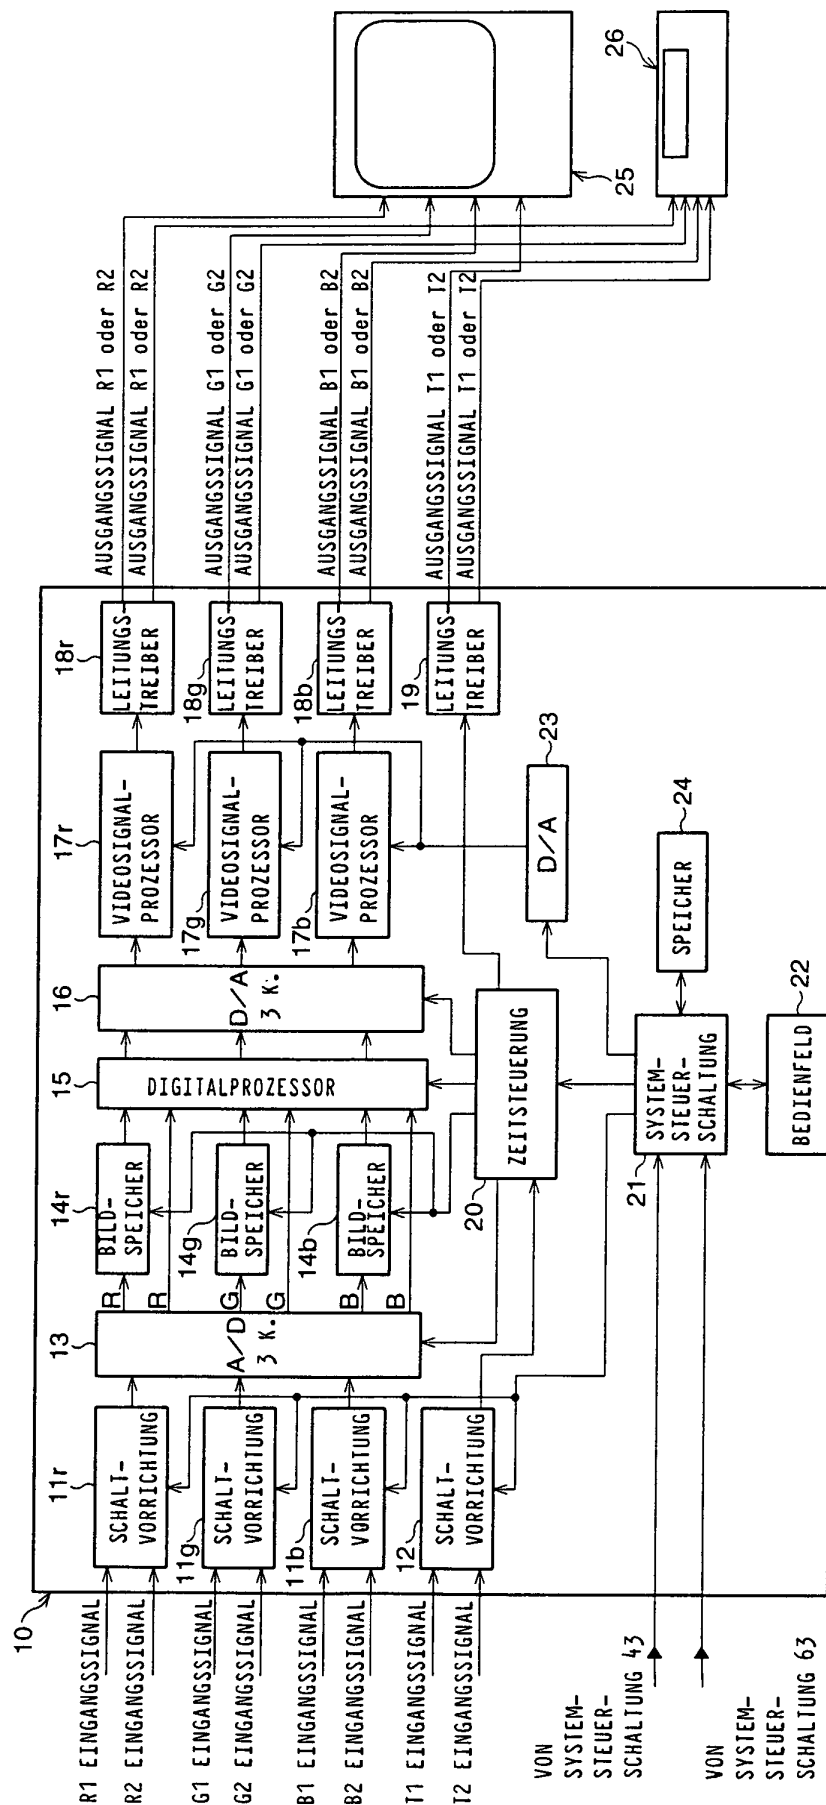 10
R1 EINGANGSSIGNAL
R2 EINGANGSSIGNAL
G1 EINGANGSSIGNAL
G2 EINGANGSSIGNAL
B1 EINGANGSSIGNAL
B2 EINGANGSSIGNAL
T1 EINGANGSSIGNAL
T2 EINGANGSSIGNAL
VON
SYSTEM-
STEUER-
SCHALTUNG 43
VON
SYSTEM-
STEUER-
SCHALTUNG 63
11r
SCHALT-
VORRICHTUNG
11g
SCHALT-
VORRICHTUNG
11b
SCHALT-
VORRICHTUNG
12
SCHALT-
VORRICHTUNG
13
A/D
3 K.
R
R
G
G
B
B
14r
BILD-
SPEICHER
14g
BILD-
SPEICHER
14b
BILD-
SPEICHER
15
DIGITALPROZESSOR
16
D/A
3 K.
17r
VIDEOSIGNAL-
PROZESSOR
17g
VIDEOSIGNAL-
PROZESSOR
17b
VIDEOSIGNAL-
PROZESSOR
18r
LEITUNGS-
TREIBER
18g
LEITUNGS-
TREIBER
18b
LEITUNGS-
TREIBER
19
LEITUNGS-
TREIBER
20
ZEITSTEUERUNG
21
SYSTEM-
STEUER-
SCHALTUNG
22
BEDIENFELD
23
D/A
24
SPEICHER
AUSGANGSSIGNAL R1 oder R2
AUSGANGSSIGNAL R1 oder R2
AUSGANGSSIGNAL G1 oder G2
AUSGANGSSIGNAL G1 oder G2
AUSGANGSSIGNAL B1 oder B2
AUSGANGSSIGNAL B1 oder B2
AUSGANGSSIGNAL T1 oder T2
AUSGANGSSIGNAL T1 oder T2
25
26